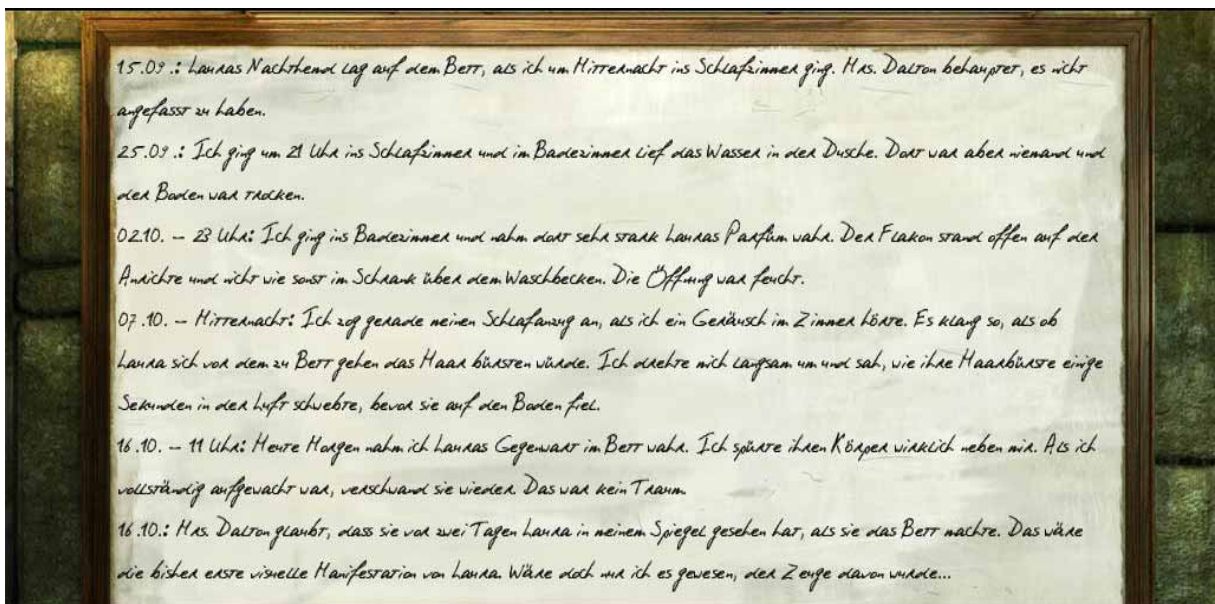 15.09.: Lauras Nachthemd lag auf dem Bett, als ich um Mitternacht ins Schlafzimmer ging. Mrs. Dalton behauptet, es nicht
angefasst zu haben.
25.09.: Ich ging um 21 Uhr ins Schlafzimmer und im Badezimmer lief das Wasser in der Dusche. Dort war aber niemand und
der Boden war trocken.
02.10. – 23 Uhr: Ich ging ins Badezimmer und nahm dort sehr stark Lauras Parfüm wahr. Der Flakon stand offen auf der
Anrichte und nicht wie sonst im Schrank über dem Waschbecken. Die Öffnung war feucht.
07.10. – Mitternacht: Ich zog gerade meinen Schlafanzug an, als ich ein Geräusch im Zimmer hörte. Es klang so, als ob
Laura sich vor dem zu Bett gehen das Haar bürsten würde. Ich drehte mich langsam um und sah, wie ihre Haarbürste einige
Sekunden in der Luft schwebte, bevor sie auf den Boden fiel.
16.10. – 11 Uhr: Heute Morgen nahm ich Lauras Gegenwart im Bett wahr. Ich spürte ihren Körper wirklich neben mir. Als ich
vollständig aufgewacht war, verschwand sie wieder. Das war kein Traum.
16.10.: Mrs. Dalton glaubt, dass sie vor zwei Tagen Laura in meinem Spiegel gesehen hat, als sie das Bett machte. Das wäre
die bisher erste visuelle Manifestation von Laura. Wäre doch nur ich es gewesen, der Zeuge davon wurde...